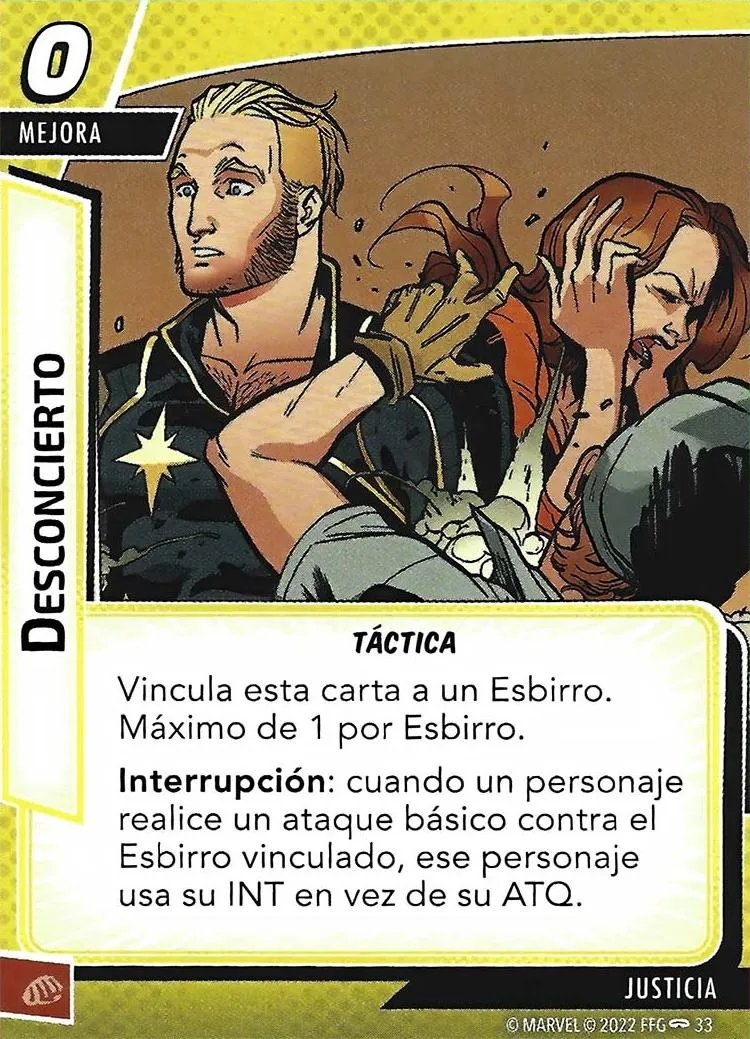 0
MEJORA
DESCONCIERTO
TÁCTICA
Vincula esta carta a un Esbirro.
Máximo de 1 por Esbirro.
Interrupción: cuando un personaje
realice un ataque básico contra el
Esbirro vinculado, ese personaje
usa su INT en vez de su ATQ.
JUSTICIA
© MARVEL © 2022 FFG 33